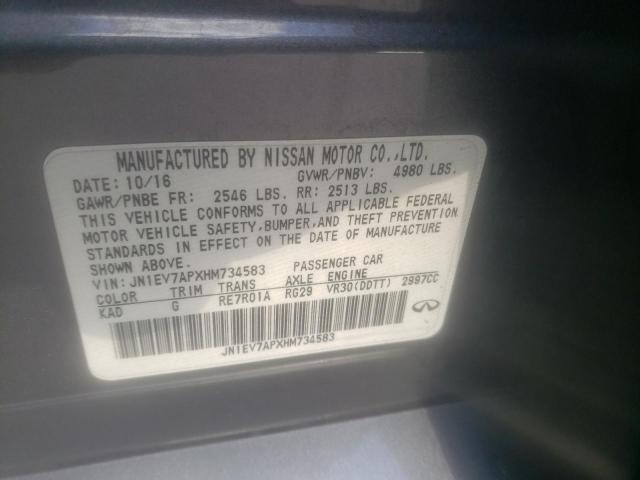 MANUFACTURED BY NISSAN MOTOR CO.,LTD.
DATE: 10/16 GVWR/PNBV: 4980 LBS.
GAWR/PNBE FR: 2546 LBS. RR: 2513 LBS.
THIS VEHICLE CONFORMS TO ALL APPLICABLE FEDERAL
MOTOR VEHICLE SAFETY, BUMPER, AND THEFT PREVENTION
STANDARDS IN EFFECT ON THE DATE OF MANUFACTURE
SHOWN ABOVE.
VIN: JN1EV7APXHM734583 PASSENGER CAR
COLOR TRIM TRANS AXLE ENGINE
KAD G RE7R01A RG29 VR30(DDTT) 2997CC
JN1EV7APXHM734583